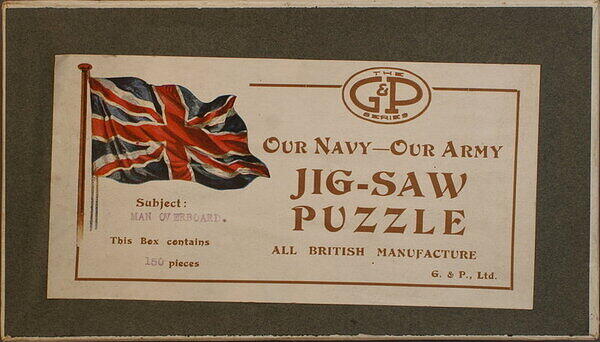 THE
G&P
SERIES
OUR NAVY—OUR ARMY
JIG-SAW
PUZZLE
ALL BRITISH MANUFACTURE
G. & P., Ltd.
Subject:
MAN OVERBOARD.
This Box contains
150 pieces